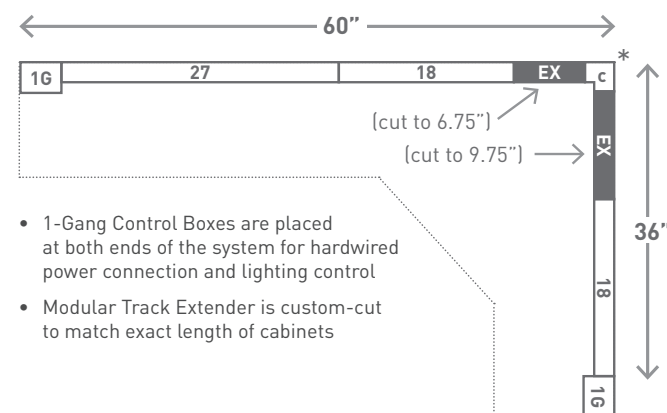 60”
1G 27 18 EX c *
(cut to 6.75”)
(cut to 9.75”)
EX
36”
18
1G
• 1-Gang Control Boxes are placed
at both ends of the system for hardwired
power connection and lighting control
• Modular Track Extender is custom-cut
to match exact length of cabinets